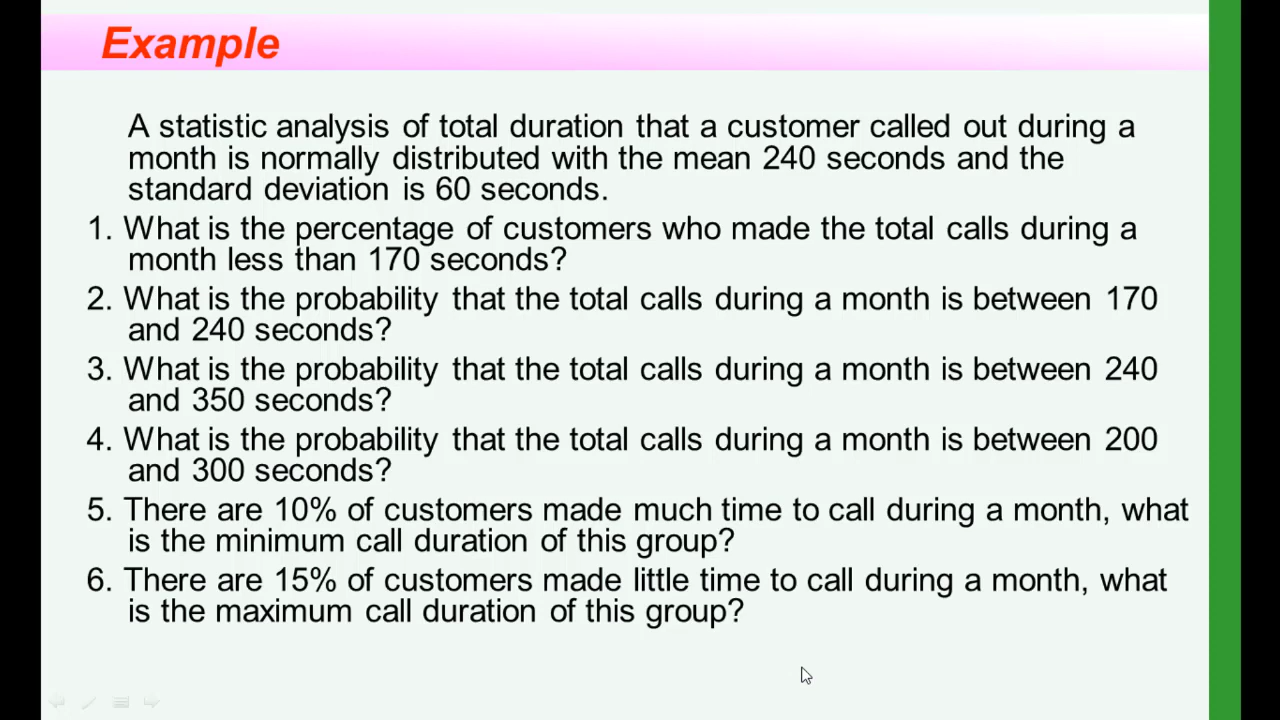 Example
A statistic analysis of total duration that a customer called out during a
month is normally distributed with the mean 240 seconds and the
standard deviation is 60 seconds.
1. What is the percentage of customers who made the total calls during a
month less than 170 seconds?
2. What is the probability that the total calls during a month is between 170
and 240 seconds?
3. What is the probability that the total calls during a month is between 240
and 350 seconds?
4. What is the probability that the total calls during a month is between 200
and 300 seconds?
5. There are 10% of customers made much time to call during a month, what
is the minimum call duration of this group?
6. There are 15% of customers made little time to call during a month, what
is the maximum call duration of this group?